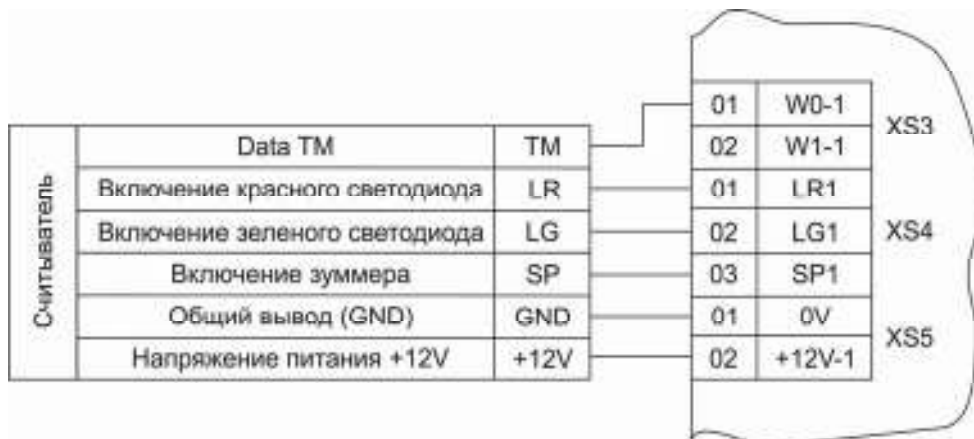 01 W0-1
XS3
Data TM TM 02 W1-1
Включение красного светодиода LR 01 LR1
Считыватель
Включение зеленого светодиода LG 02 LG1 XS4
Включение зуммера SP 03 SP1
Общий вывод (GND) GND 01 0V
XS5
Напряжение питания +12V +12V 02 +12V-1